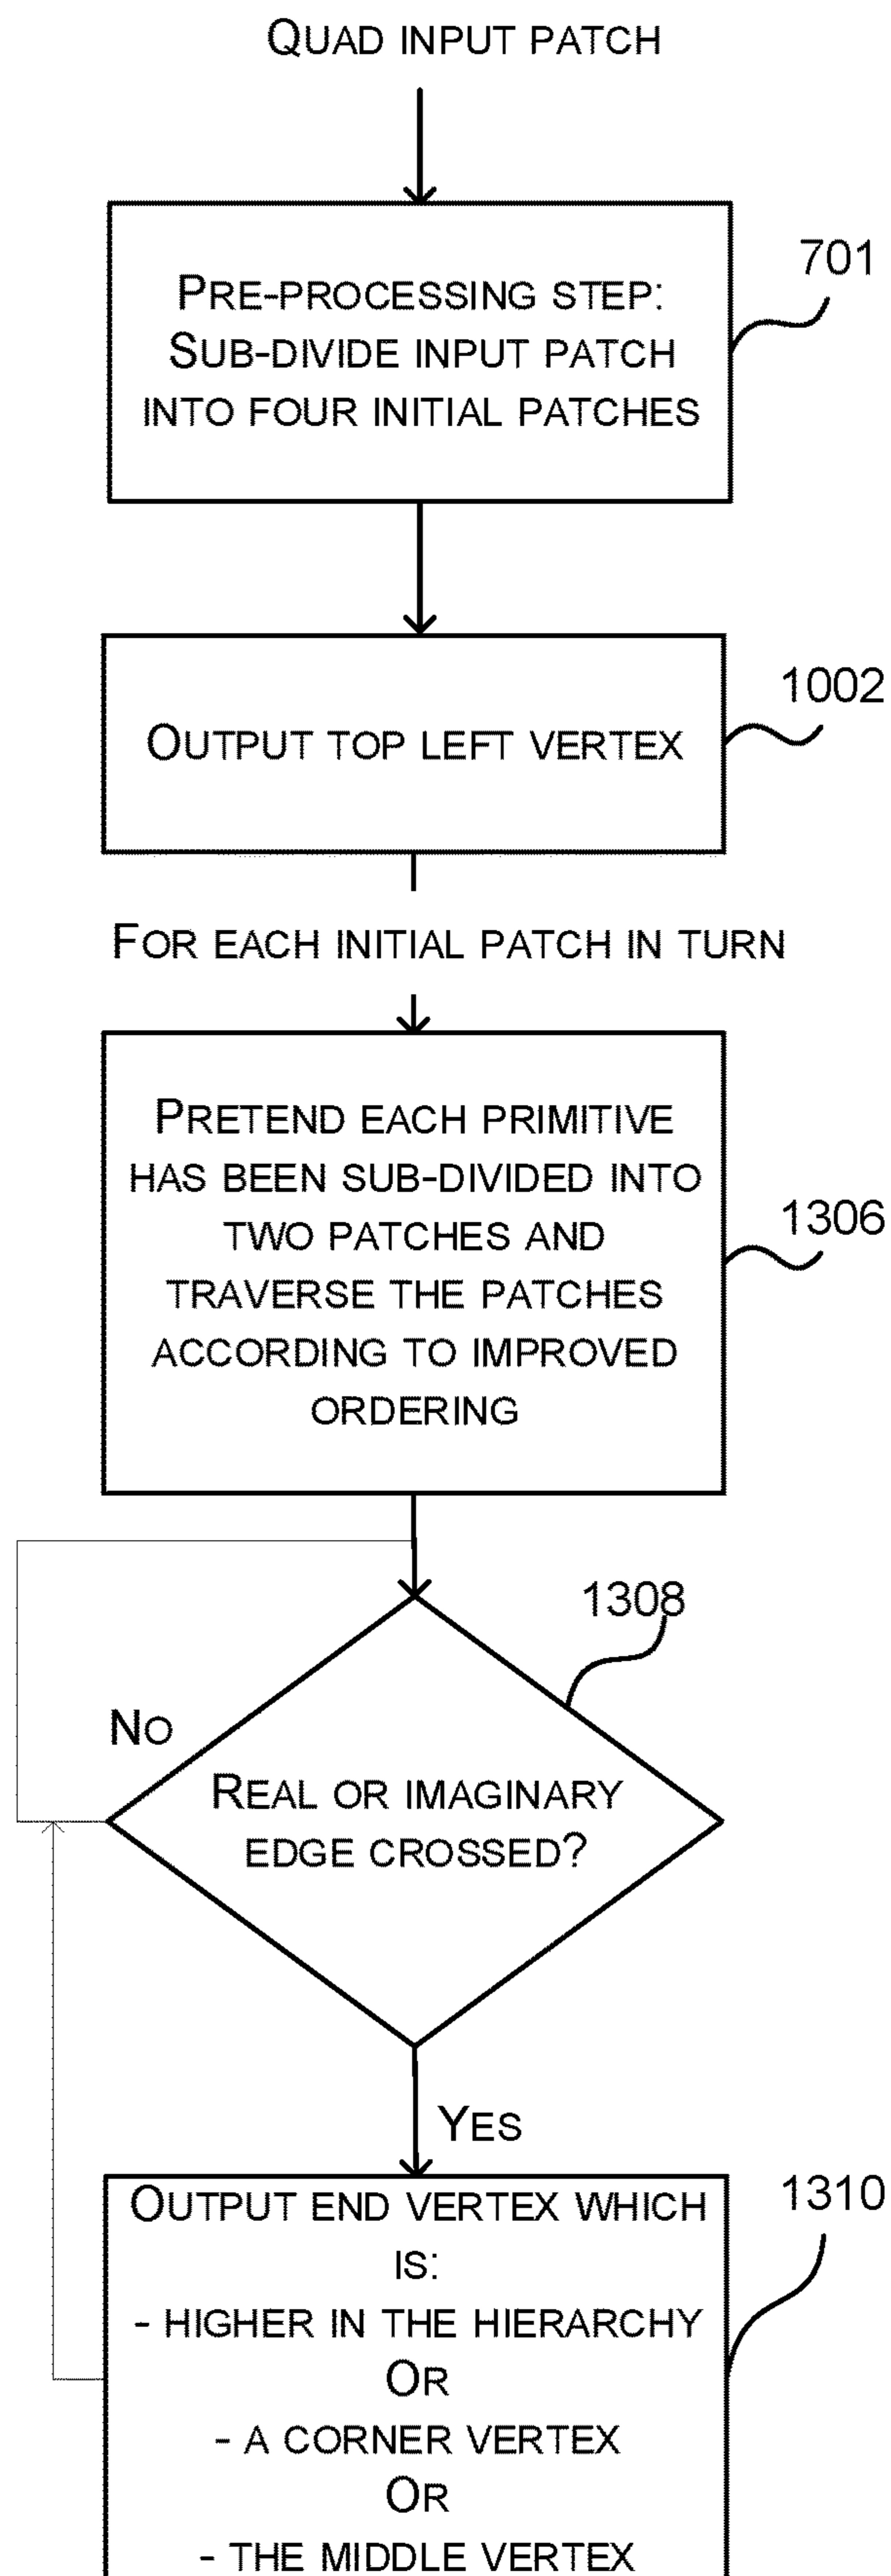 QUAD INPUT PATCH
PRE-PROCESSING STEP:
SUB-DIVIDE INPUT PATCH
INTO FOUR INITIAL PATCHES
701
OUTPUT TOP LEFT VERTEX
1002
FOR EACH INITIAL PATCH IN TURN
PRETEND EACH PRIMITIVE
HAS BEEN SUB-DIVIDED INTO
TWO PATCHES AND
TRAVERSE THE PATCHES
ACCORDING TO IMPROVED
ORDERING
1306
1308
NO
REAL OR IMAGINARY
EDGE CROSSED?
YES
OUTPUT END VERTEX WHICH
IS:
- HIGHER IN THE HIERARCHY
OR
- A CORNER VERTEX
OR
- THE MIDDLE VERTEX
1310